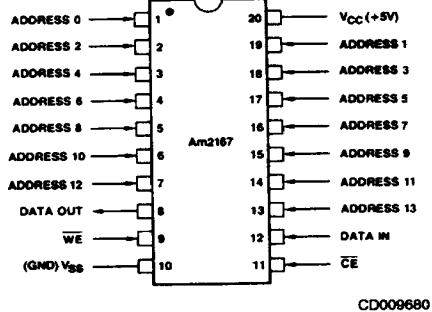 ADDRESS 0 1 20 VCC (+5V)
ADDRESS 2 2 19 ADDRESS 1
ADDRESS 4 3 18 ADDRESS 3
ADDRESS 6 4 17 ADDRESS 5
ADDRESS 8 5 16 ADDRESS 7
Am2167
ADDRESS 10 6 15 ADDRESS 9
ADDRESS 12 7 14 ADDRESS 11
DATA OUT 8 13 ADDRESS 13
W̅E̅ 9 12 DATA IN
(GND) VSS 10 11 C̅E̅
CD009680